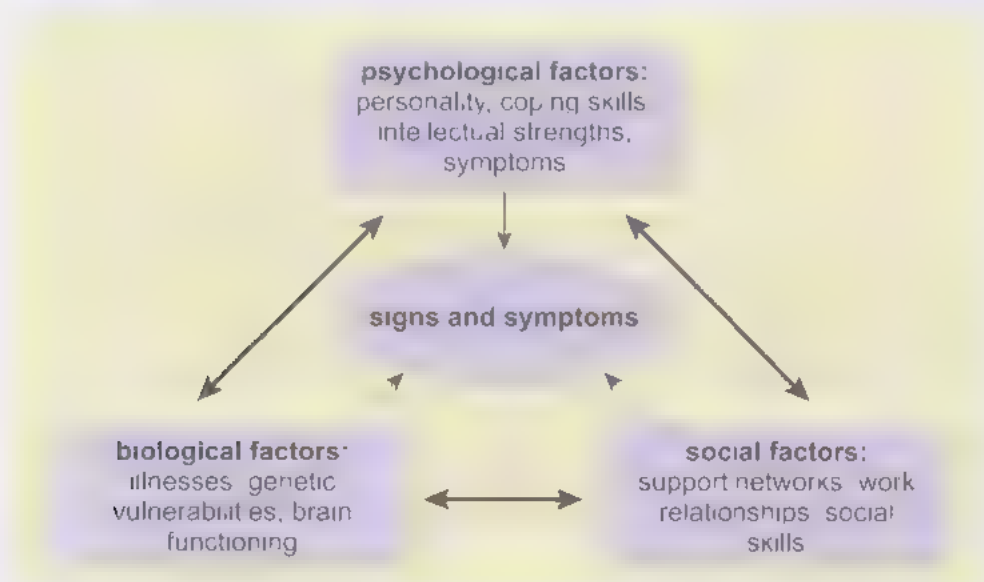 psychological factors:
personality, coping skills
intellectual strengths,
symptoms
signs and symptoms
biological factors:
illnesses genetic
vulnerabilities, brain
functioning
social factors:
support networks work
relationships social
skills